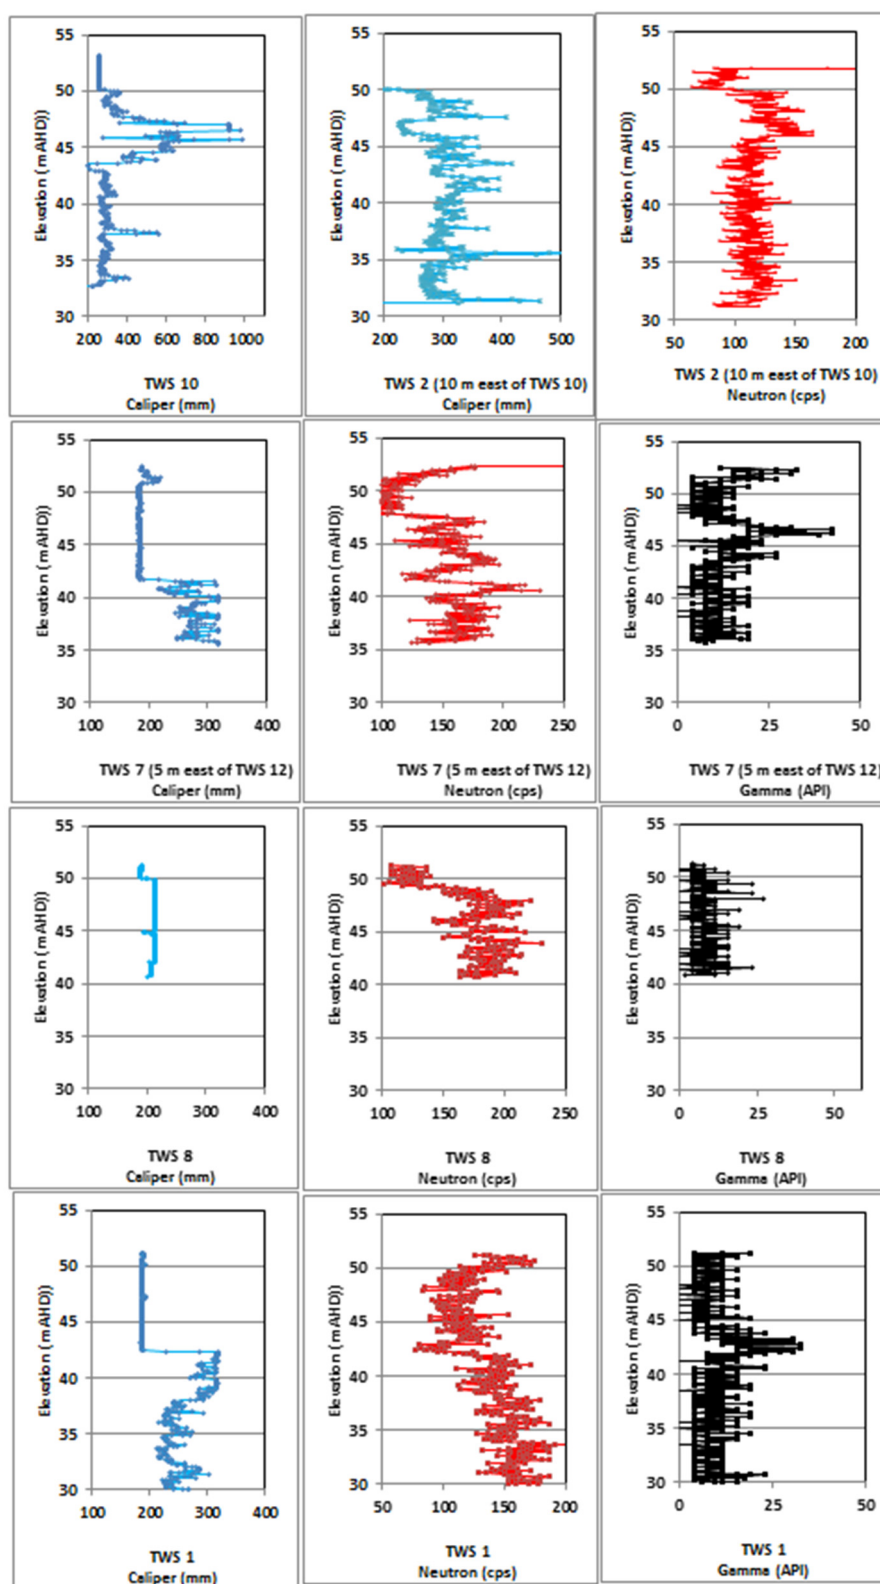 55
50
45
40
35
30
Elevation (mAHD))
200 400 600 800 1000
TWS 10
Caliper (mm)
55
50
45
40
35
30
Elevation (mAHD))
200 300 400 500
TWS 2 (10 m east of TWS 10)
Caliper (mm)
55
50
45
40
35
30
Elevation (mAHD))
50 100 150 200
TWS 2 (10 m east of TWS 10)
Neutron (cps)
55
50
45
40
35
30
Elevation (mAHD))
100 200 300 400
TWS 7 (5 m east of TWS 12)
Caliper (mm)
55
50
45
40
35
30
Elevation (mAHD))
100 150 200 250
TWS 7 (5 m east of TWS 12)
Neutron (cps)
55
50
45
40
35
30
Elevation (mAHD))
0 25 50
TWS 7 (5 m east of TWS 12)
Gamma (API)
55
50
45
40
35
30
Elevation (mAHD))
100 200 300 400
TWS 8
Caliper (mm)
55
50
45
40
35
30
Elevation (mAHD))
100 150 200 250
TWS 8
Neutron (cps)
55
50
45
40
35
30
Elevation (mAHD))
0 25 50
TWS 8
Gamma (API)
55
50
45
40
35
30
Elevation (mAHD))
100 200 300 400
TWS 1
Caliper (mm)
55
50
45
40
35
30
Elevation (mAHD))
50 100 150 200
TWS 1
Neutron (cps)
55
50
45
40
35
30
Elevation (mAHD))
0 25 50
TWS 1
Gamma (API)